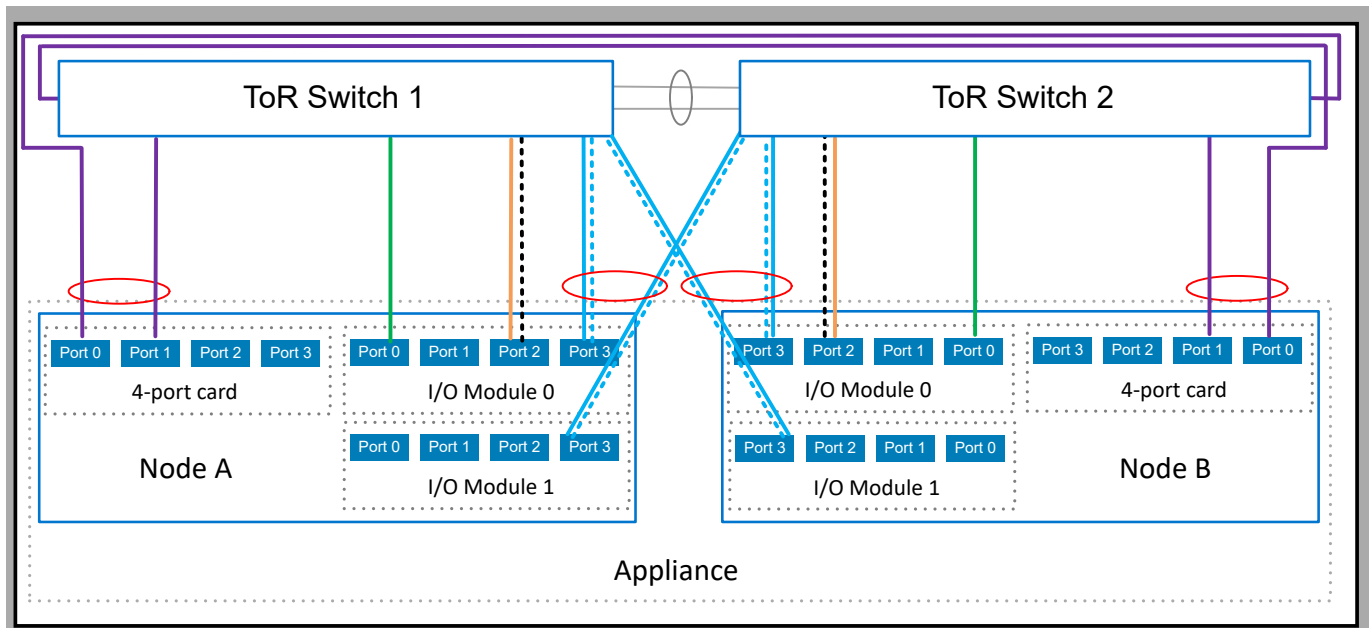 ToR Switch 1
ToR Switch 2
Port 0 Port 1 Port 2 Port 3
4-port card
Port 0 Port 1 Port 2 Port 3
I/O Module 0
Port 3 Port 2 Port 1 Port 0
I/O Module 0
Port 3 Port 2 Port 1 Port 0
4-port card
Node A
Port 0 Port 1 Port 2 Port 3
I/O Module 1
Port 3 Port 2 Port 1 Port 0
I/O Module 1
Node B
Appliance